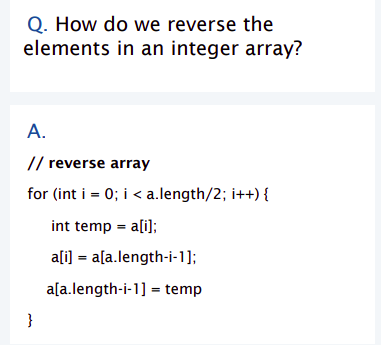 Q. How do we reverse the
elements in an integer array?
A.
// reverse array
for (int i = 0; i < a.length/2; i++) {
int temp = a[i];
a[i] = a[a.length-i-1];
a[a.length-i-1] = temp
}